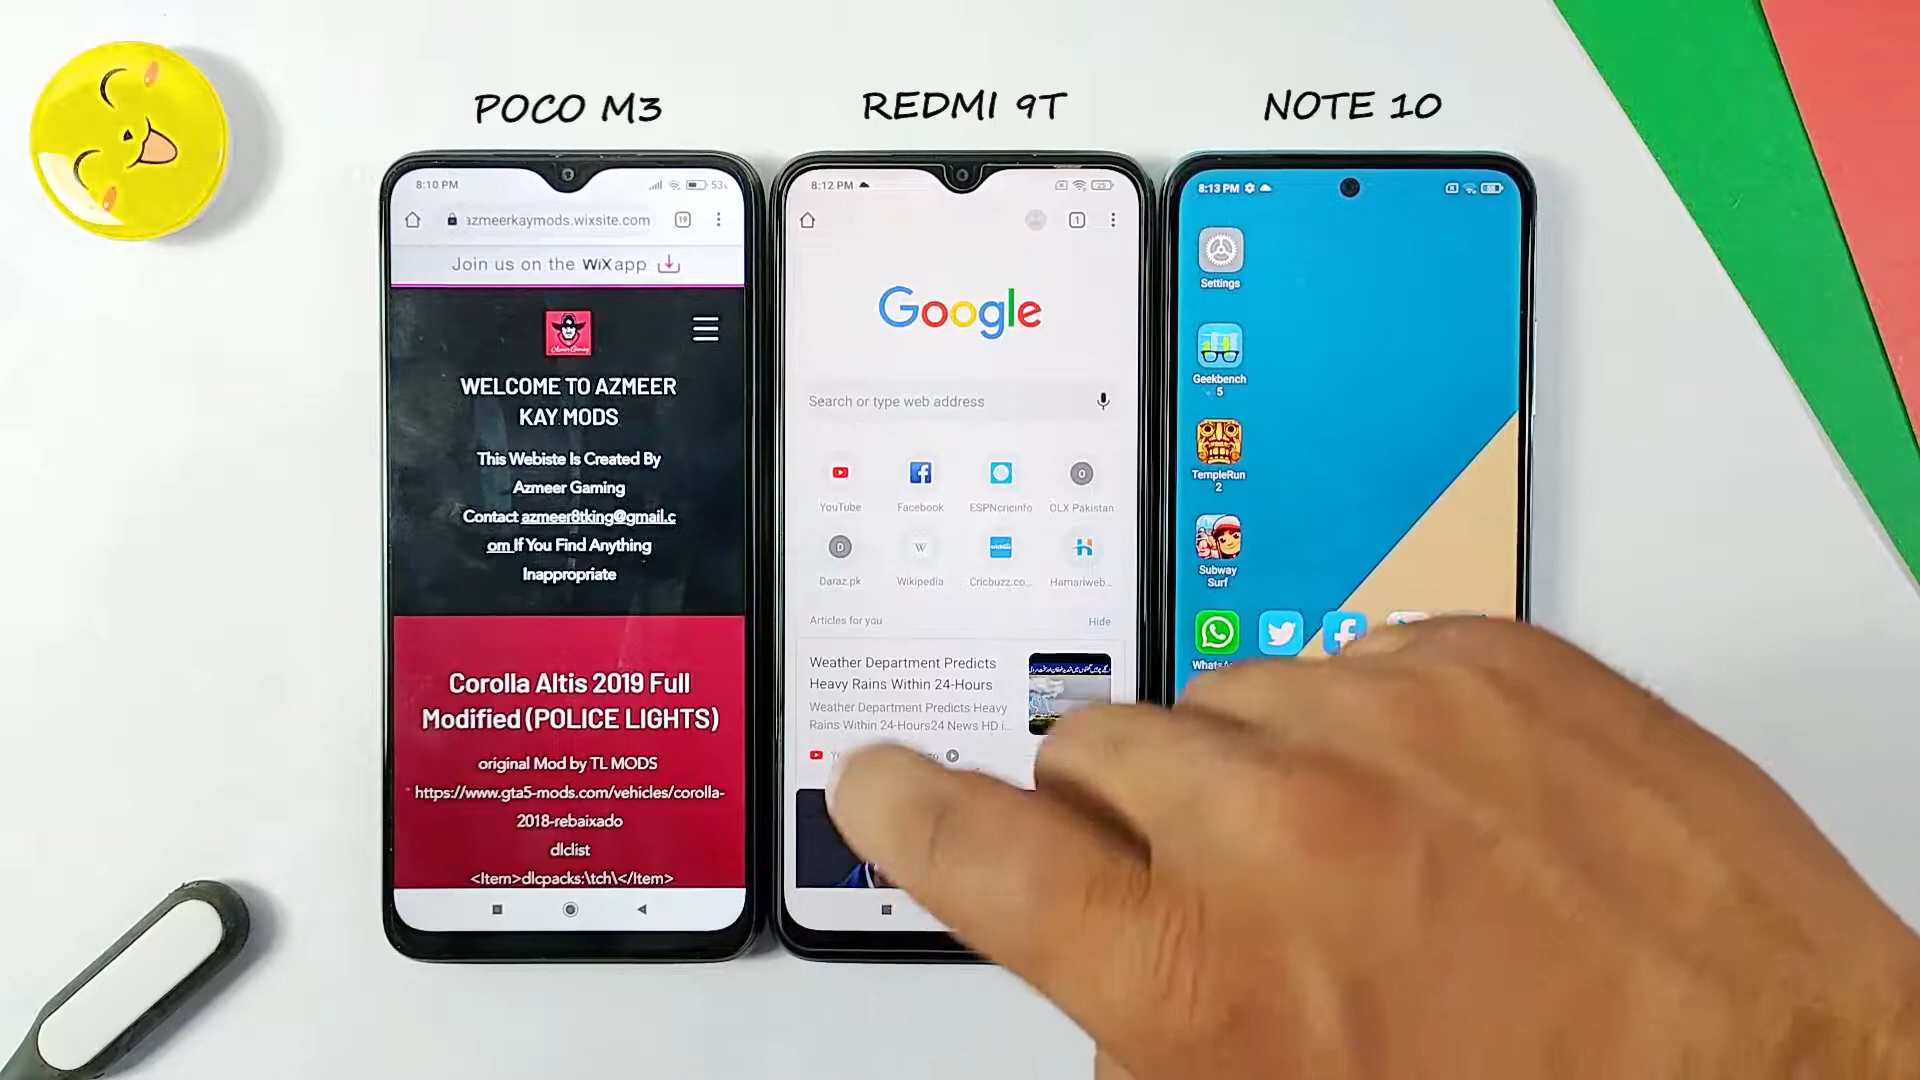 POCO M3
REDMI 9T
NOTE 10
8:10 PM
53
azmeerkaymods.wixsite.com
19
Join us on the WiX app
WELCOME TO AZMEER
KAY MODS
This Webiste Is Created By
Azmeer Gaming
Contact azmeer8tking@gmail.c
om If You Find Anything
Inappropriate
Corolla Altis 2019 Full
Modified (POLICE LIGHTS)
original Mod by TL MODS
https://www.gta5-mods.com/vehicles/corolla-
2018-rebaixado
dlclist
<Item>dlcpacks:\tch\</Item>
8:12 PM
1
Google
Search or type web address
YouTube Facebook ESPNcricinfo OLX Pakistan
O
D
W
Daraz.pk Wikipedia Cricbuzz.co... Hamariweb...
Articles for you Hide
Weather Department Predicts
Heavy Rains Within 24-Hours
Weather Department Predicts Heavy
Rains Within 24-Hours24 News HD i...
8:13 PM
Settings
Geekbench
5
TempleRun
2
Subway
Surf